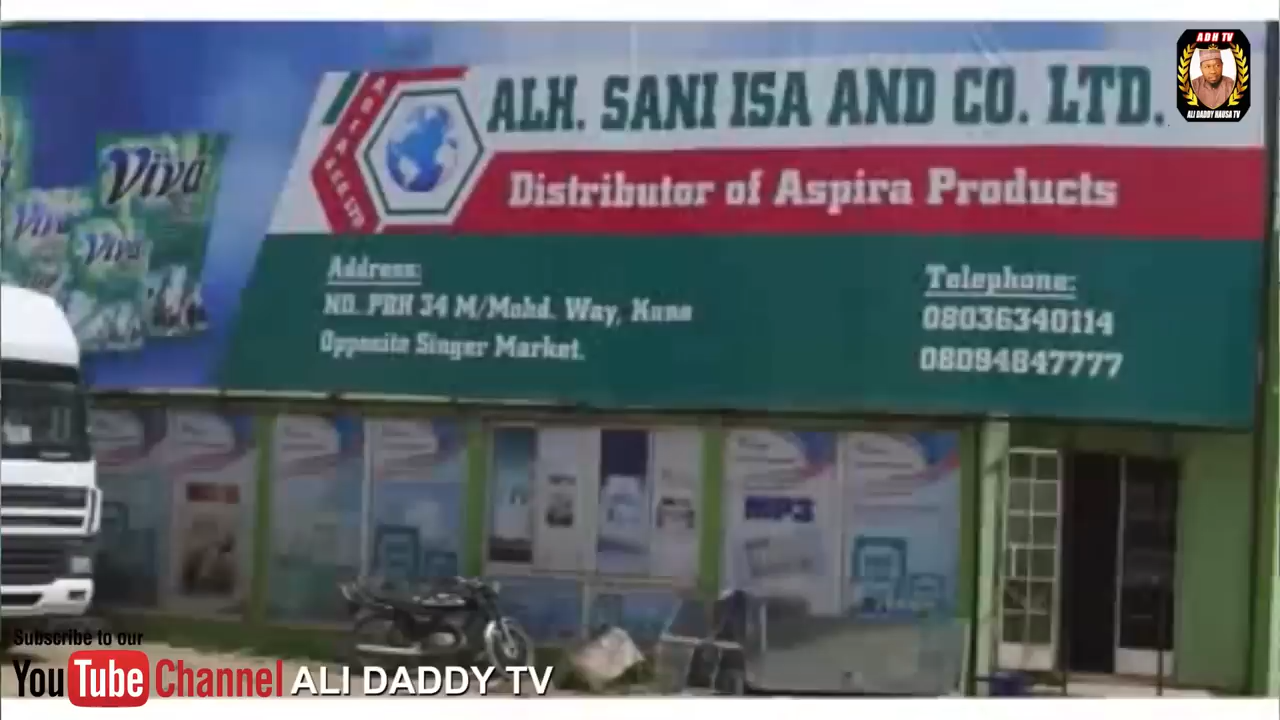 ADH TV
ALI DADDY HAUSA TV
ALH. SANI ISA AND CO. LTD.
Distributor of Aspira Products
Viva
Viva
Viva
Address:
NO. PBH 34 M/Mohd. Way, Kano
Opposite Singer Market.
Telephone:
08036340114
08094847777
MP3
Subscribe to our
YouTube Channel ALI DADDY TV